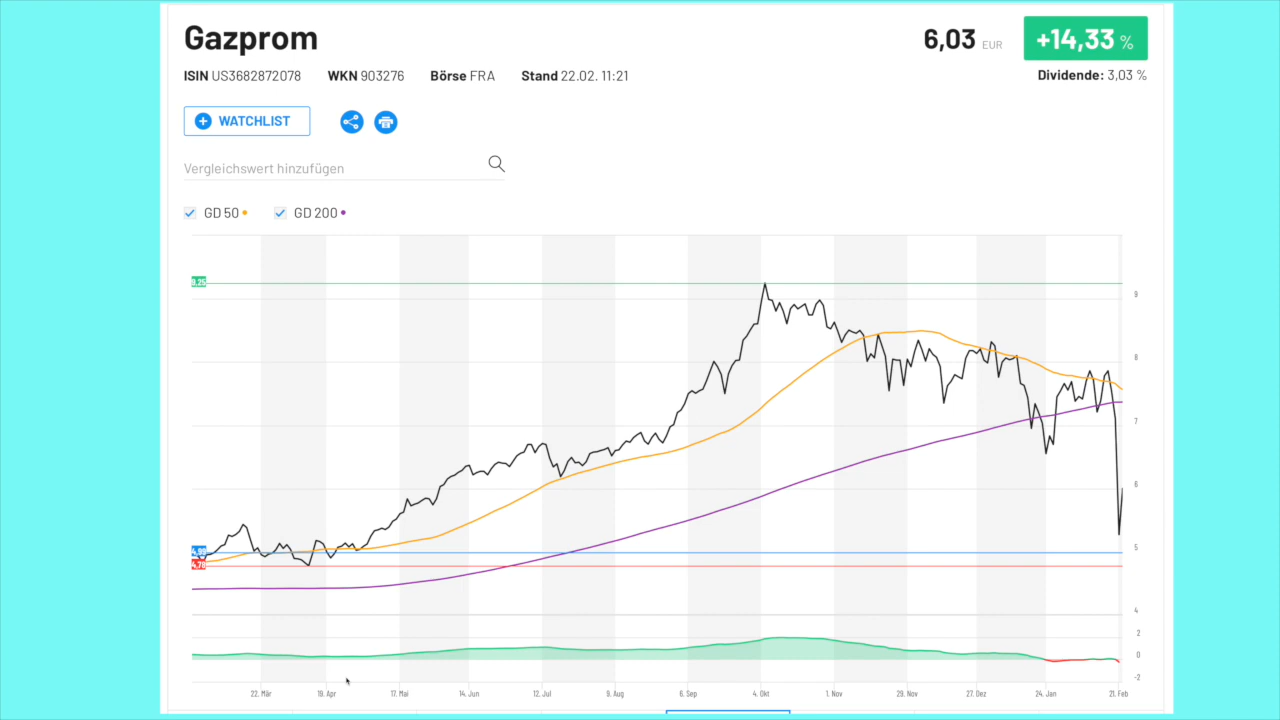 Gazprom
6,03 EUR
+14,33 %
ISIN US3682872078 WKN 903276 Börse FRA Stand 22.02. 11:21
Dividende: 3,03 %
WATCHLIST
Vergleichswert hinzufügen
GD 50 GD 200
9,25
9
8
7
6
4,98
5
4,78
4
2
0
-2
22. Mär 19. Apr 17. Mai 14. Jun 12. Jul 9. Aug 6. Sep 4. Okt 1. Nov 29. Nov 27. Dez 24. Jan 21. Feb